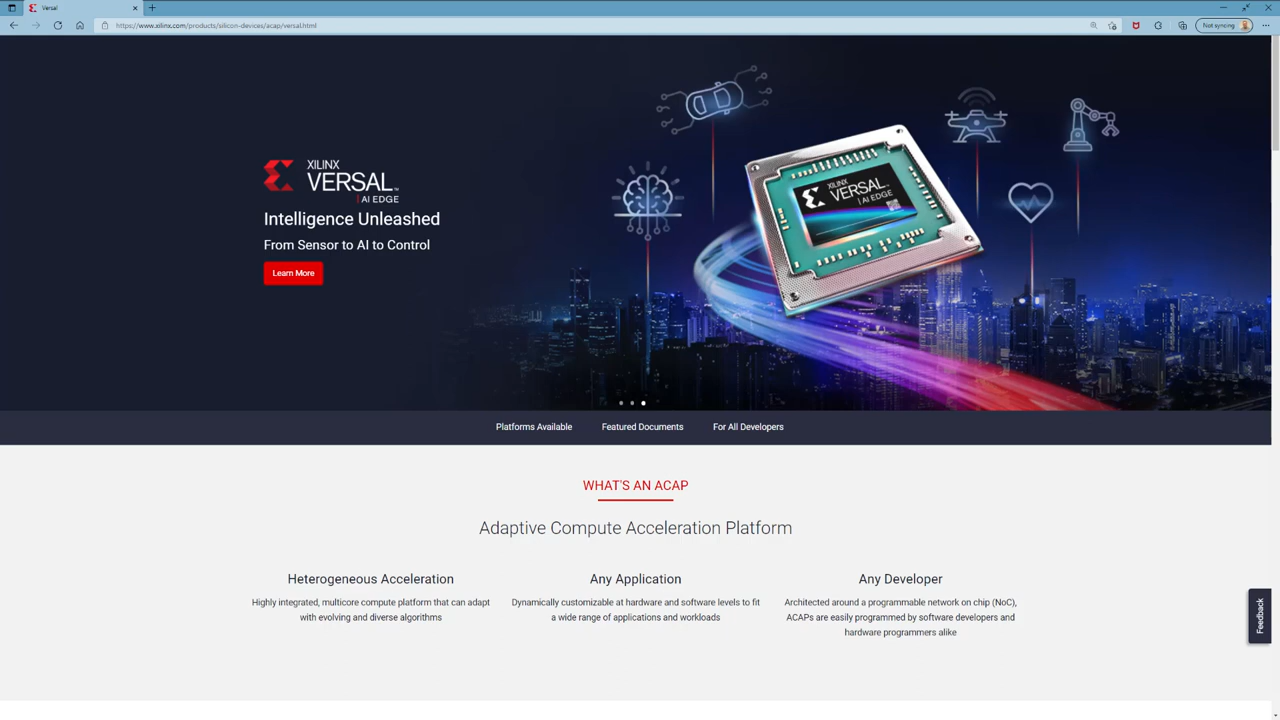 Versal
https://www.xilinx.com/products/silicon-devices/acap/versal.html
Not syncing
XILINX
VERSAL™
| AI EDGE
Intelligence Unleashed
From Sensor to AI to Control
Learn More
XILINX
VERSAL™
| AI EDGE
Platforms Available
Featured Documents
For All Developers
WHAT'S AN ACAP
Adaptive Compute Acceleration Platform
Heterogeneous Acceleration
Highly integrated, multicore compute platform that can adapt
with evolving and diverse algorithms
Any Application
Dynamically customizable at hardware and software levels to fit
a wide range of applications and workloads
Any Developer
Architected around a programmable network on chip (NoC),
ACAPs are easily programmed by software developers and
hardware programmers alike
Feedback